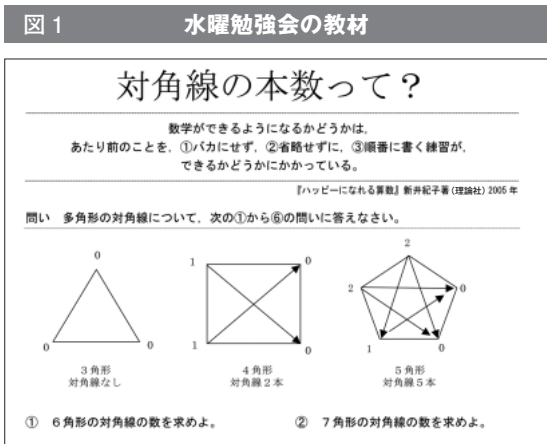 図1 水曜勉強会の教材
対角線の本数って？
数学ができるようになるかどうかは，
あたり前のことを，①バカにせず，②省略せずに，③順番に書く練習が，
できるかどうかにかかっている。
『ハッピーになれる算数』新井紀子著(理論社)2005年
問い 多角形の対角線について，次の①から⑥の問いに答えなさい。
0 1 0 2
2 0
0 0 1 0 1 0
3角形 4角形 5角形
対角線なし 対角線2本 対角線5本
① 6角形の対角線の数を求めよ。 ② 7角形の対角線の数を求めよ。